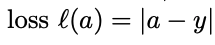 loss ℓ(a) = |a − y|